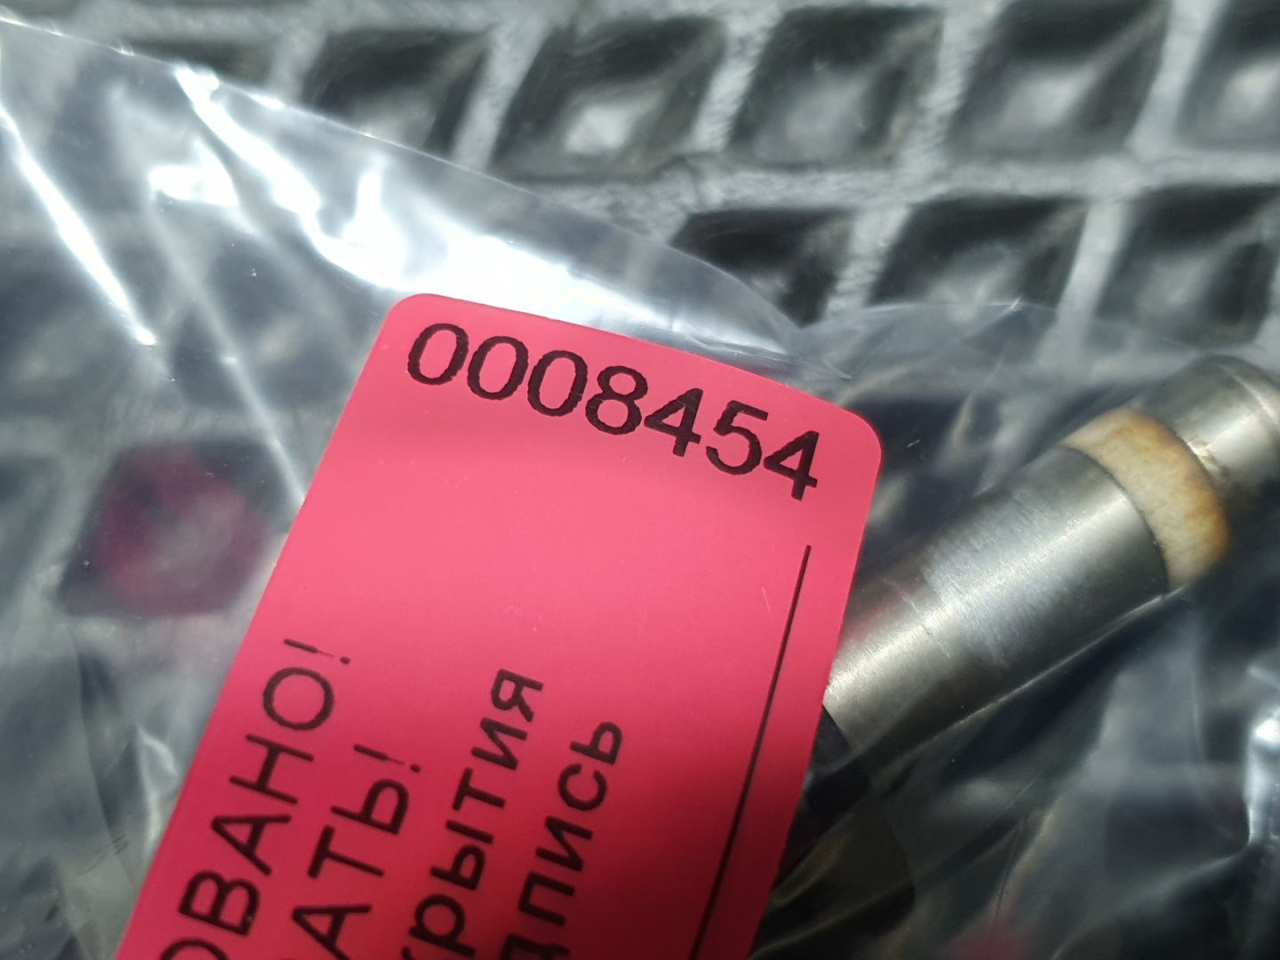 0008454
ОВАНО!
АТЬ!
крытия
дпись